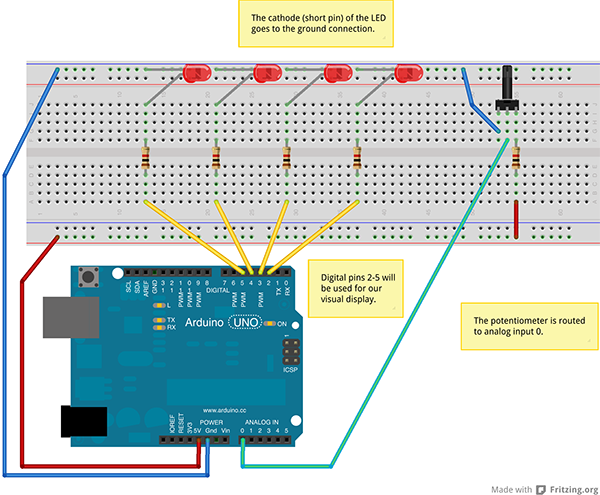 The cathode (short pin) of the LED
goes to the ground connection.
Digital pins 2-5 will
be used for our
visual display.
The potentiometer is routed
to analog input 0.
SCL
SDA
AREF
GND
13
12
11
10
9
8
7
6
5
4
3
2
1
0
PWM
PWM
PWM
PWM
PWM
PWM
TX
RX
DIGITAL
L
TX
RX
Arduino UNO
ON
1
ICSP
www.arduino.cc
POWER
ANALOG IN
IOREF
RESET
3V3
5V
Gnd
Vin
0 1 2 3 4 5
Made with Fritzing.org